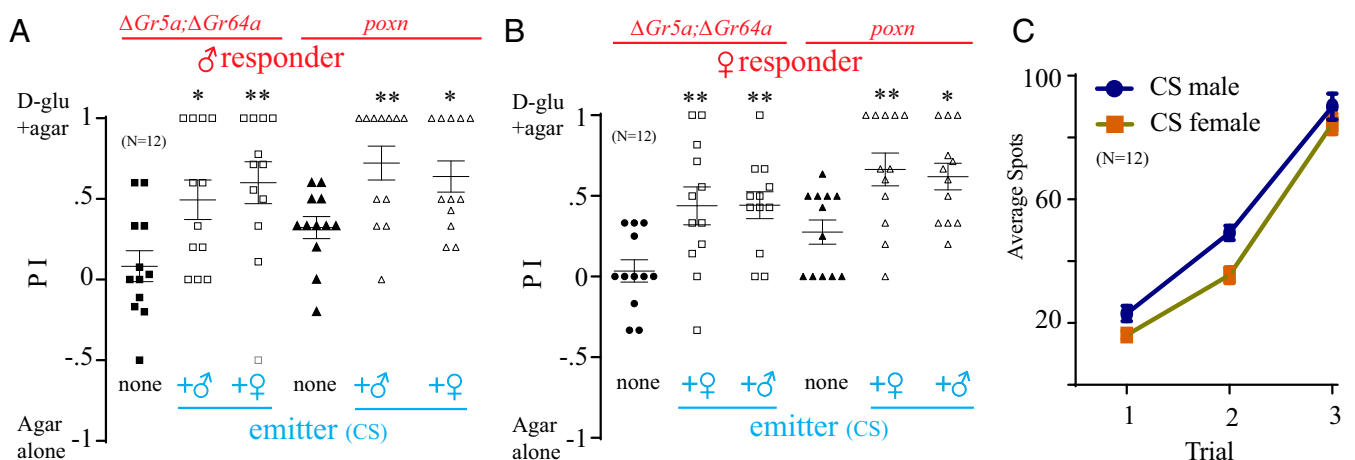 A
ΔGr5a;ΔGr64a
poxn
♂responder
D-glu
+agar
* ** ** *
(N=12)
1
.5
0
-.5
-1
P I
none +♂ +♀ none +♂ +♀
Agar
alone
emitter (CS)
B
ΔGr5a;ΔGr64a
poxn
♀responder
D-glu
+agar
** ** ** *
(N=12)
1
.5
0
-.5
-1
P I
none +♀ +♂ none +♀ +♂
Agar
alone
emitter (CS)
C
100
60
20
Average Spots
CS male
CS female
(N=12)
1 2 3
Trial